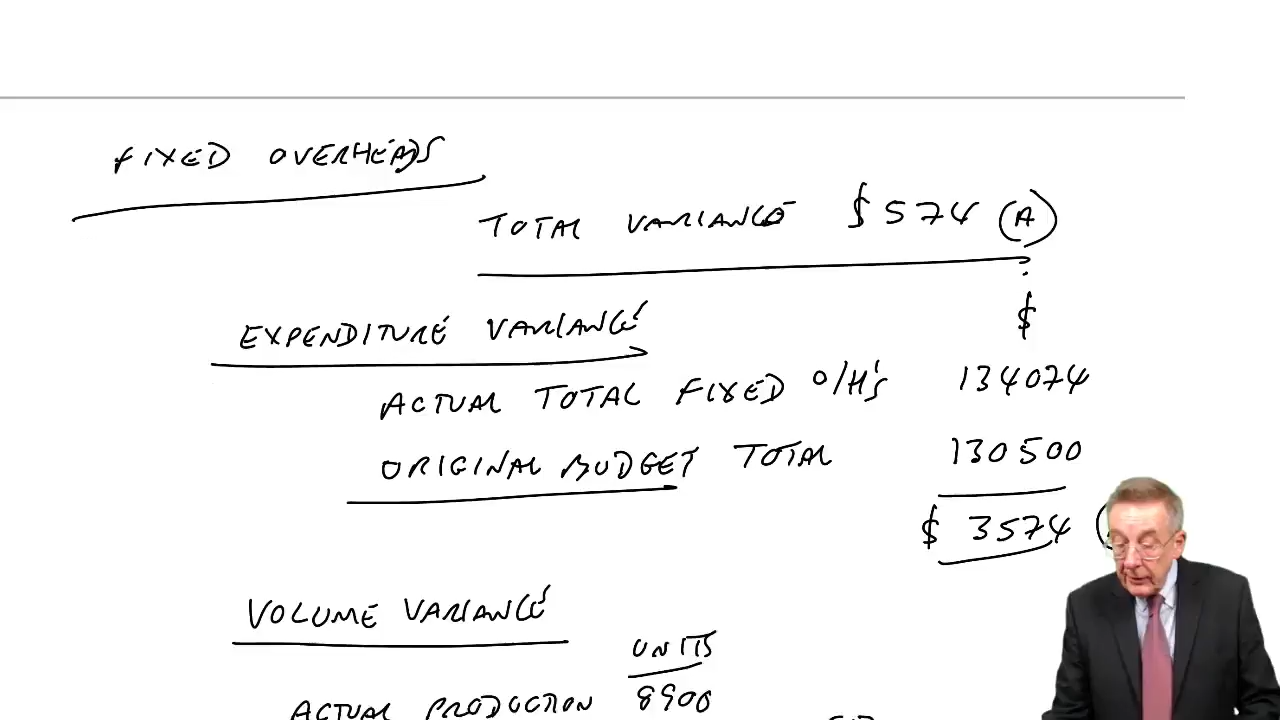 FIXED OVERHEADS
TOTAL VARIANCE $574 (A)
$
EXPENDITURE VARIANCE
ACTUAL TOTAL FIXED O/H's 134074
ORIGINAL BUDGET TOTAL 130500
$ 3574
VOLUME VARIANCE
UNITS
ACTUAL PRODUCTION 8900